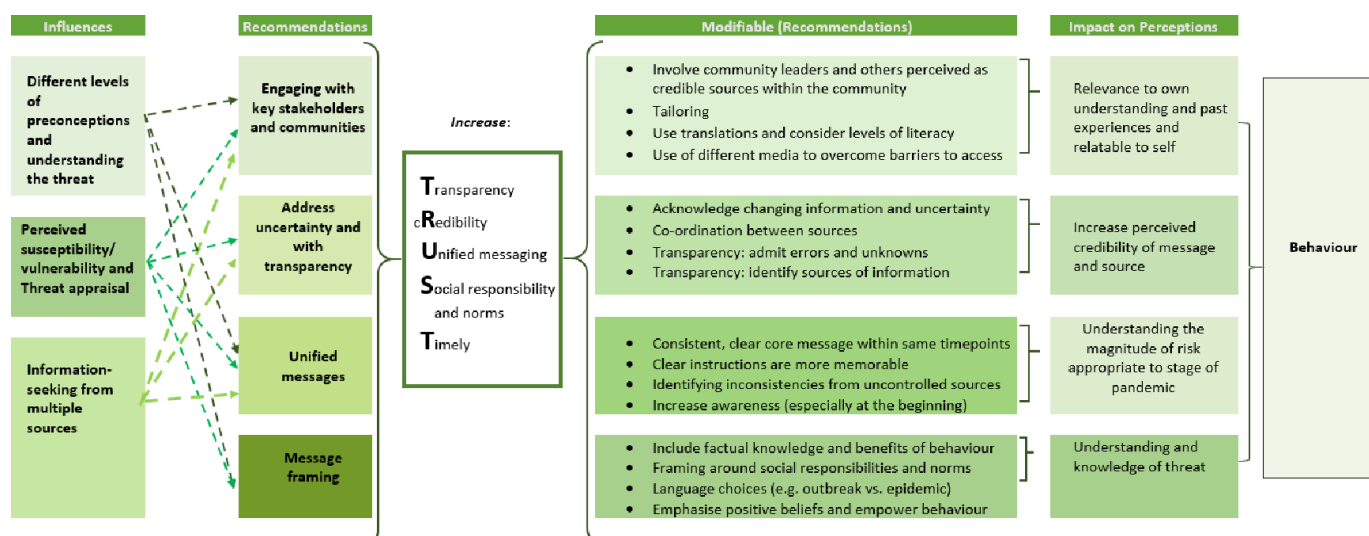 Influences
Recommendations
Modifiable (Recommendations)
Impact on Perceptions
Different levels of
preconceptions and
understanding the
threat
Perceived
susceptibility/
vulnerability and
Threat appraisal
Information-
seeking from
multiple
sources
Engaging with
key stakeholders
and communities
Address
uncertainty and
with
transparency
Unified
messages
Message
framing
Increase:
Transparency
cRedibility
Unified messaging
Social responsibility
and norms
Timely
• Involve community leaders and others perceived as
credible sources within the community
• Tailoring
• Use translations and consider levels of literacy
• Use of different media to overcome barriers to access
• Acknowledge changing information and uncertainty
• Co-ordination between sources
• Transparency: admit errors and unknowns
• Transparency: identify sources of information
• Consistent, clear core message within same timepoints
• Clear instructions are more memorable
• Identifying inconsistencies from uncontrolled sources
• Increase awareness (especially at the beginning)
• Include factual knowledge and benefits of behaviour
• Framing around social responsibilities and norms
• Language choices (e.g. outbreak vs. epidemic)
• Emphasise positive beliefs and empower behaviour
Relevance to own
understanding and past
experiences and
relatable to self
Increase perceived
credibility of message
and source
Understanding the
magnitude of risk
appropriate to stage of
pandemic
Understanding and
knowledge of threat
Behaviour